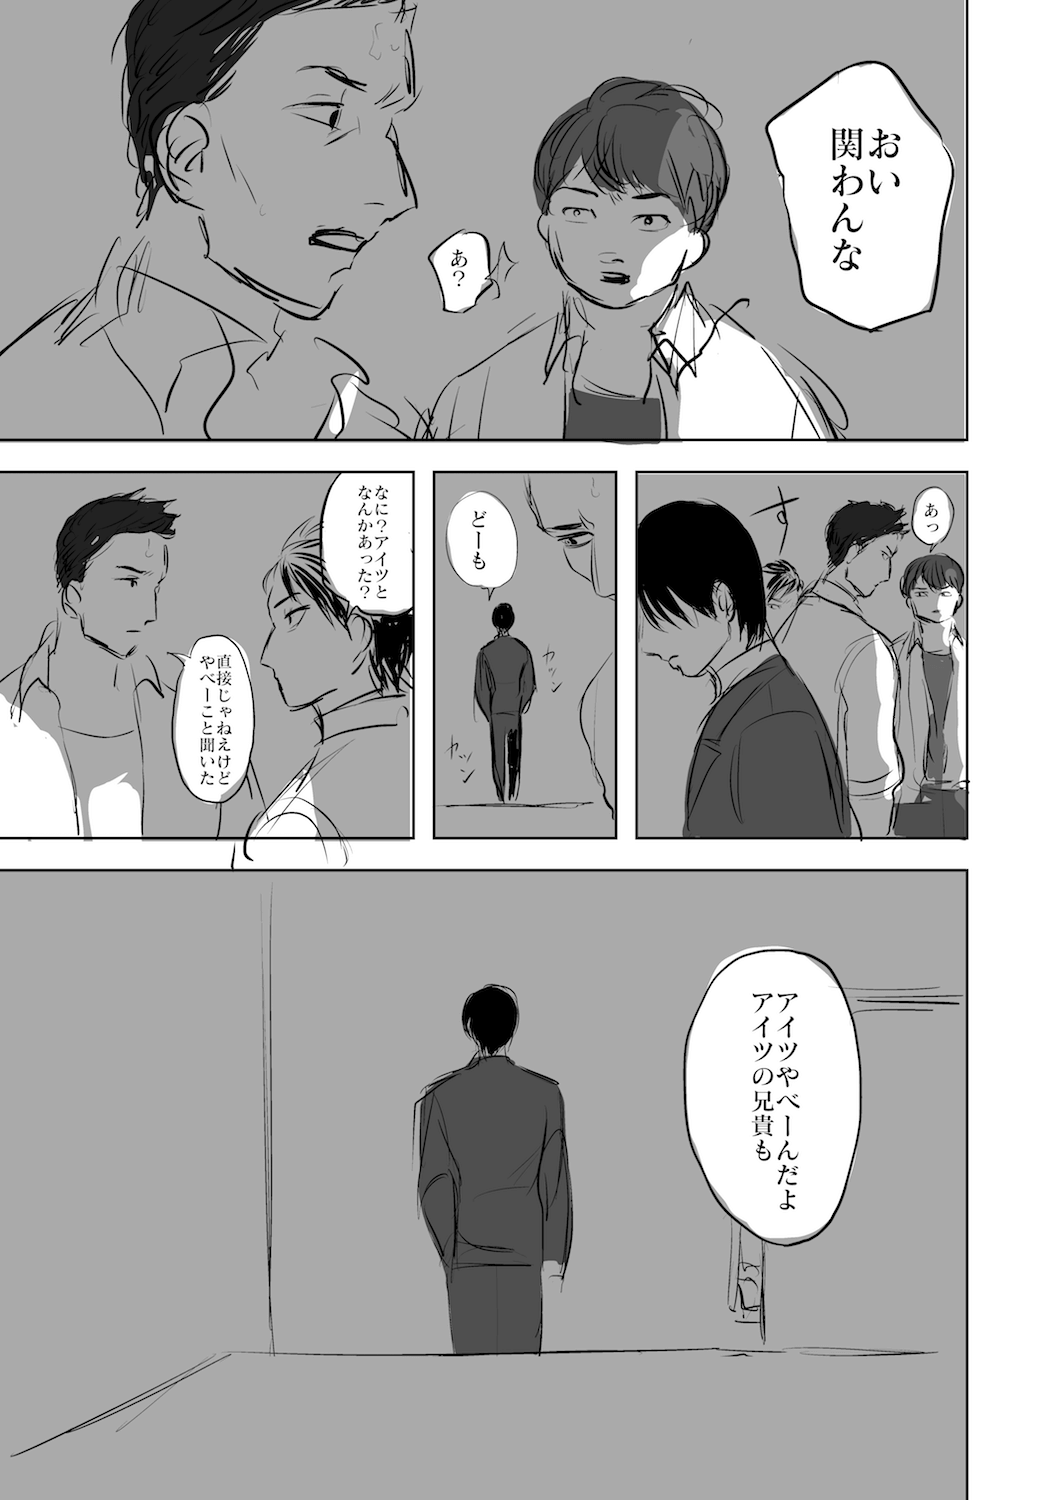 おい
関わんな
あ?
あっ
す
どーも
カッン
カツン
なに?アイツと
なんかあった?
直接じゃねえけど
やべーこと聞いた
アイツやべーんだよ
アイツの兄貴も